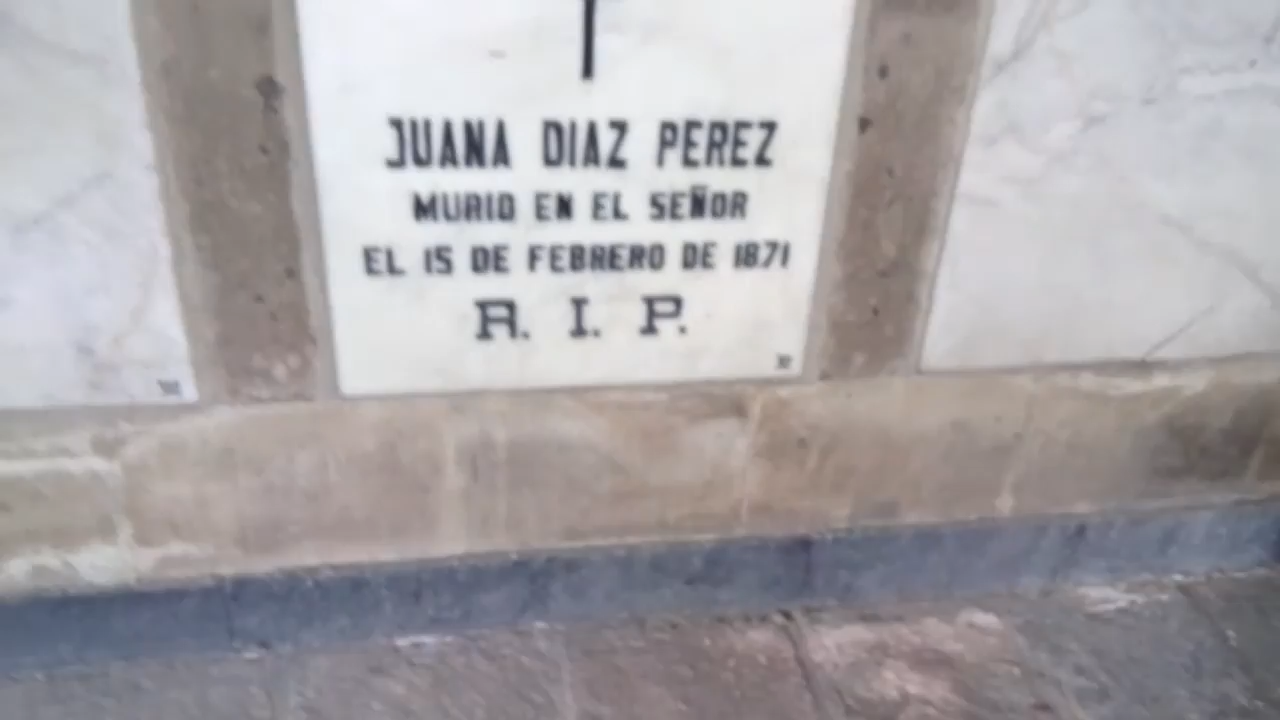 JUANA DIAZ PEREZ
MURIO EN EL SEÑOR
EL 15 DE FEBRERO DE 1871
R. I. P.